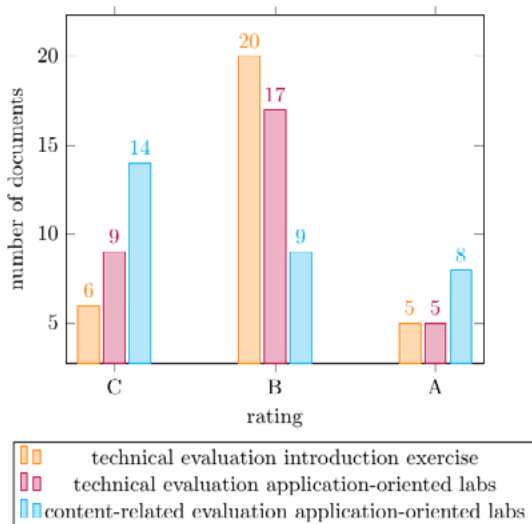 20
20
17
15
14
number of documents
10
9
9
8
6
5
5
5
C
B
A
rating
technical evaluation introduction exercise
technical evaluation application-oriented labs
content-related evaluation application-oriented labs